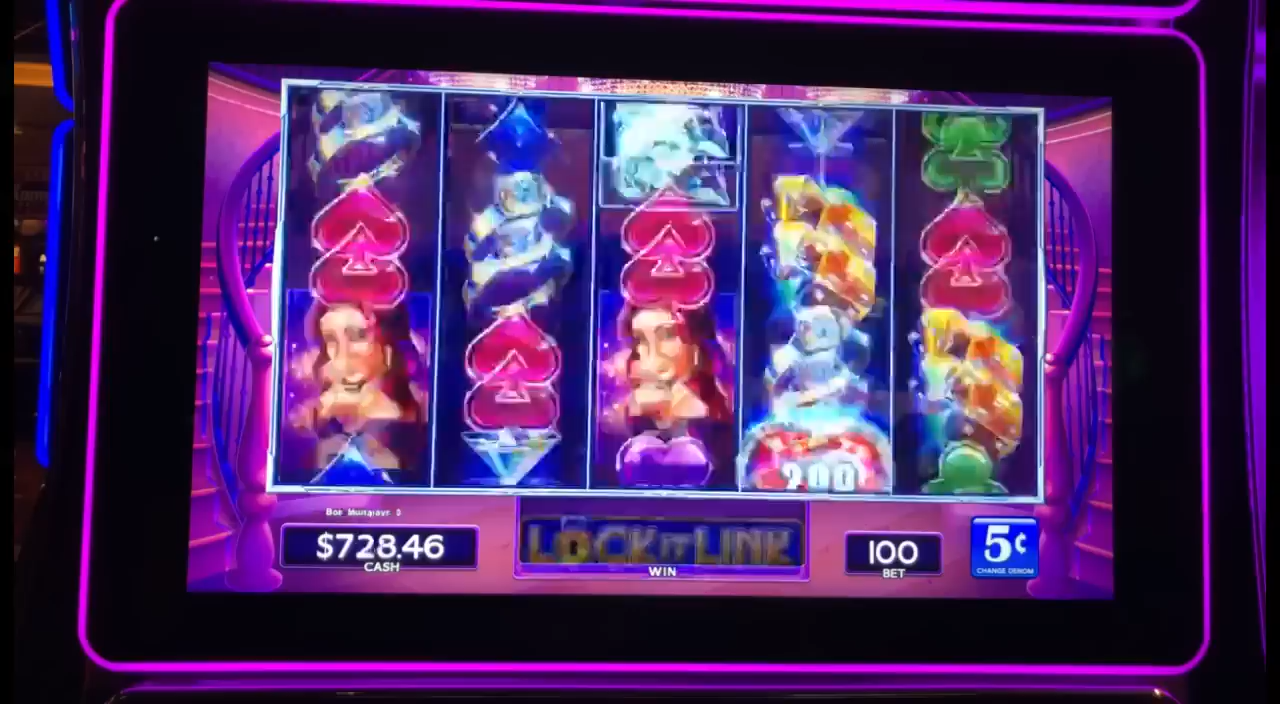 200
$728.46
CASH
LOCK IT LINK
WIN
100
BET
5¢
CHANGE DENOM